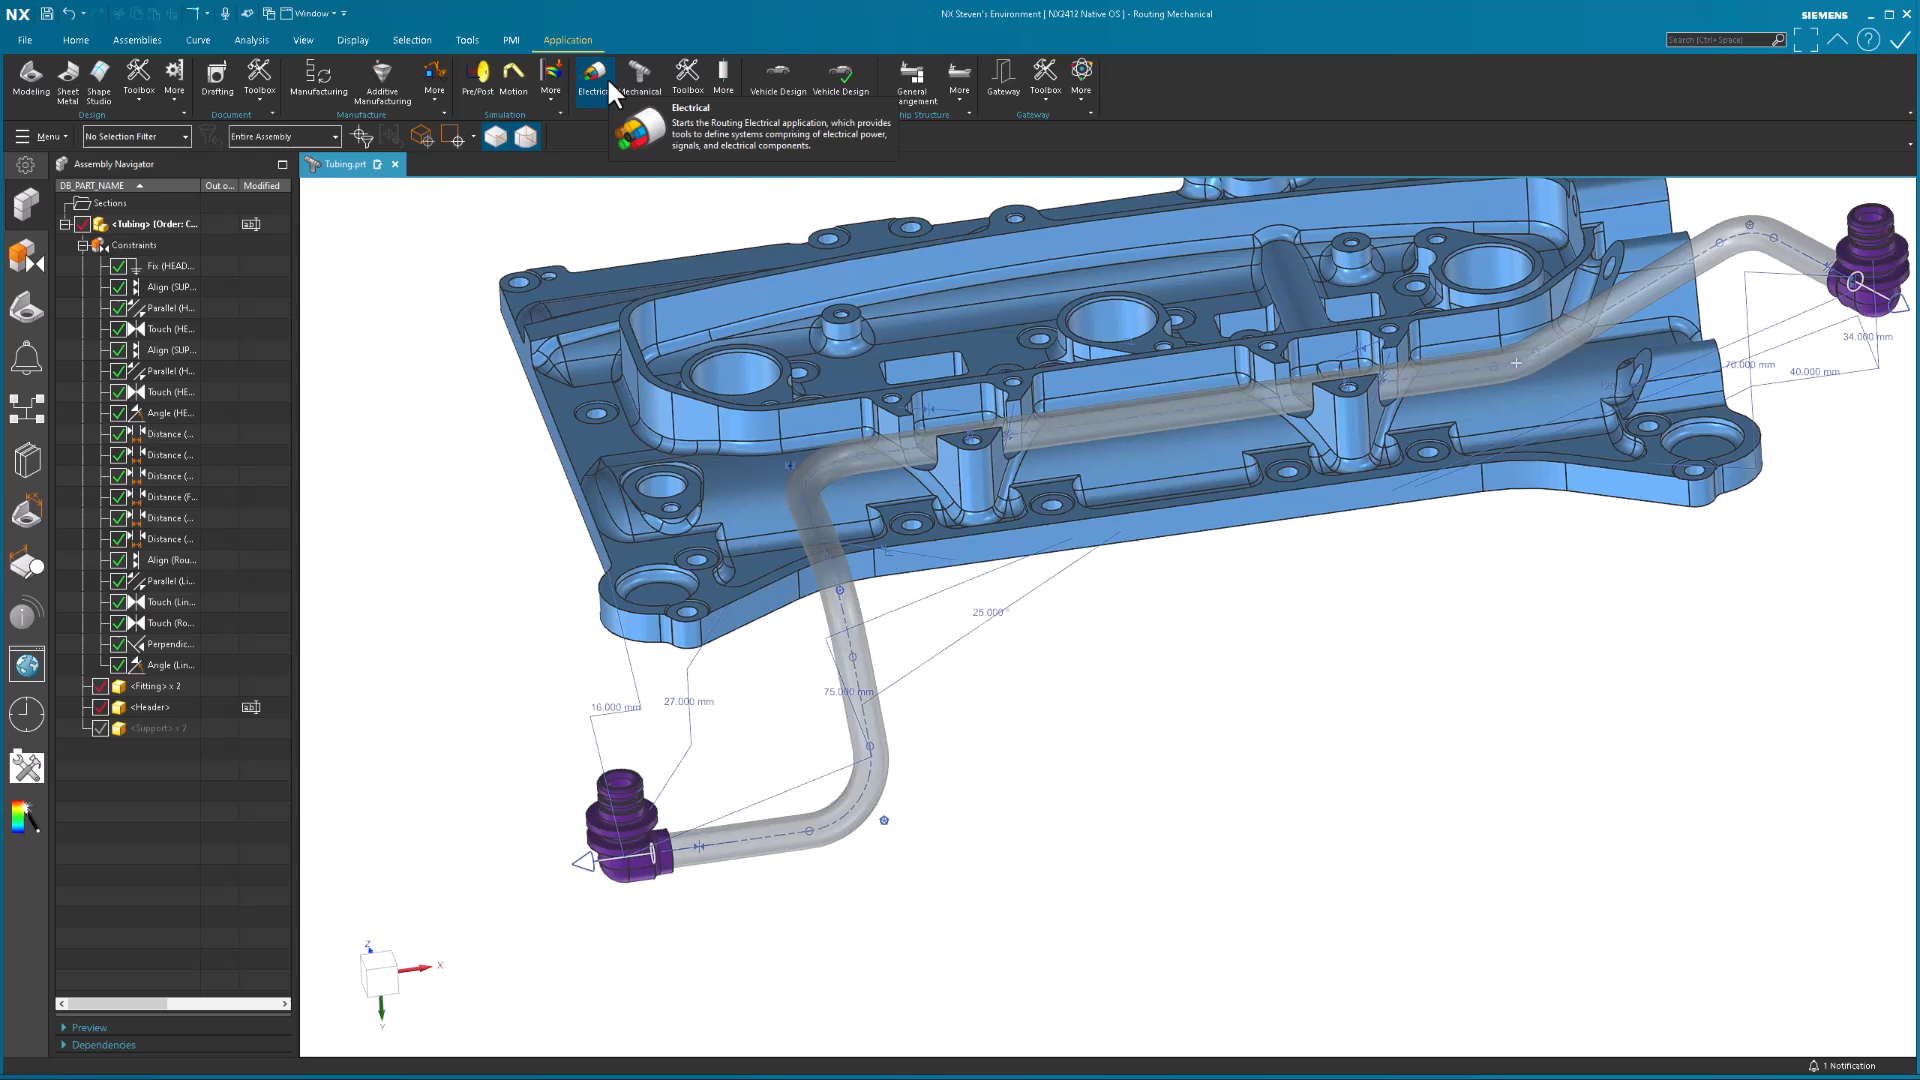 NX
Window
NX Steven's Environment [ NX2412 Native OS ] - Routing Mechanical
SIEMENS
File
Home
Assemblies
Curve
Analysis
View
Display
Selection
Tools
PMI
Application
Search (Ctrl+Space)
Modeling
Sheet Metal
Shape Studio
Toolbox
More
Drafting
Toolbox
Manufacturing
Additive Manufacturing
More
Pre/Post
Motion
More
Mechanical
Toolbox
More
Vehicle Design
Vehicle Design
General
More
Gateway
Toolbox
More
Design
Document
Manufacture
Simulation
Gateway
Electrical
Starts the Routing Electrical application, which provides
tools to define systems comprising of electrical power,
signals, and electrical components.
Menu
No Selection Filter
Entire Assembly
Assembly Navigator
Tubing.prt
DB_PART_NAME
Out o...
Modified
Sections
<Tubing> (Order: C...
Constraints
Fix (HEAD...
Align (SUP...
Parallel (H...
Touch (HE...
Align (SUP...
Parallel (H...
Touch (HE...
Angle (HE...
Distance (...
Distance (...
Distance (...
Distance (F...
Distance (...
Distance (...
Align (Rou...
Parallel (Li...
Touch (Lin...
Touch (Ro...
Perpendic...
Angle (Lin...
<Fitting> x 2
<Header>
<Support> x 2
Preview
Dependencies
34.000 mm
40.000 mm
25.000°
75.000 mm
27.000 mm
16.000 mm
Z
X
Y
1 Notification